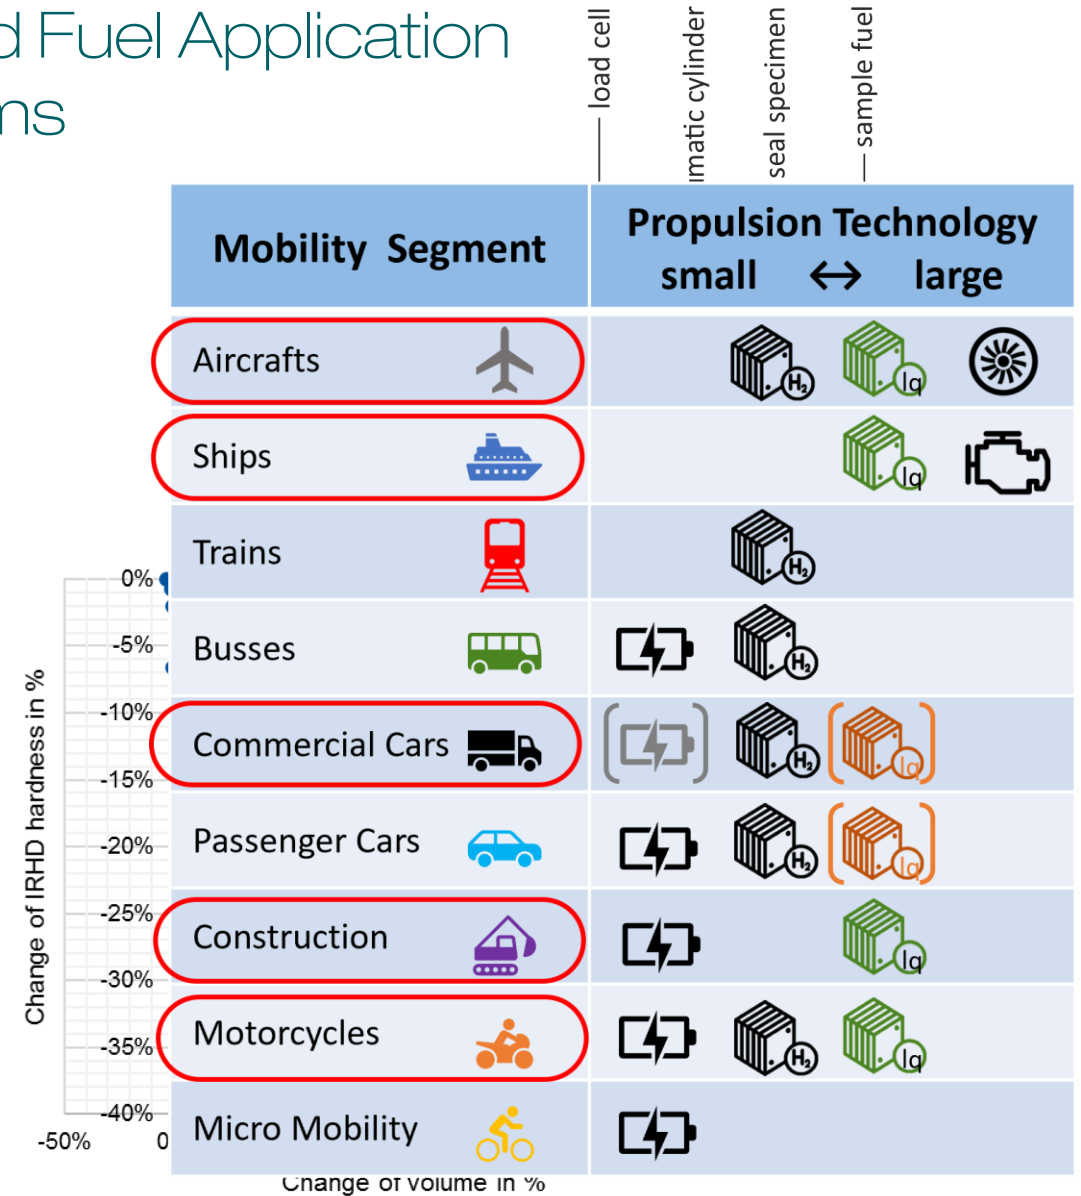 d Fuel Application
ms
load cell
matic cylinder
seal specimen
sample fuel
Mobility Segment
Propulsion Technology
small ↔ large
Aircrafts
H₂
lq
Ships
lq
Trains
H₂
Busses
H₂
Commercial Cars
H₂
lq
Passenger Cars
H₂
lq
Construction
lq
Motorcycles
H₂
lq
Micro Mobility
Change of IRHD hardness in %
0%
-5%
-10%
-15%
-20%
-25%
-30%
-35%
-40%
-50%
0
Change of volume in %